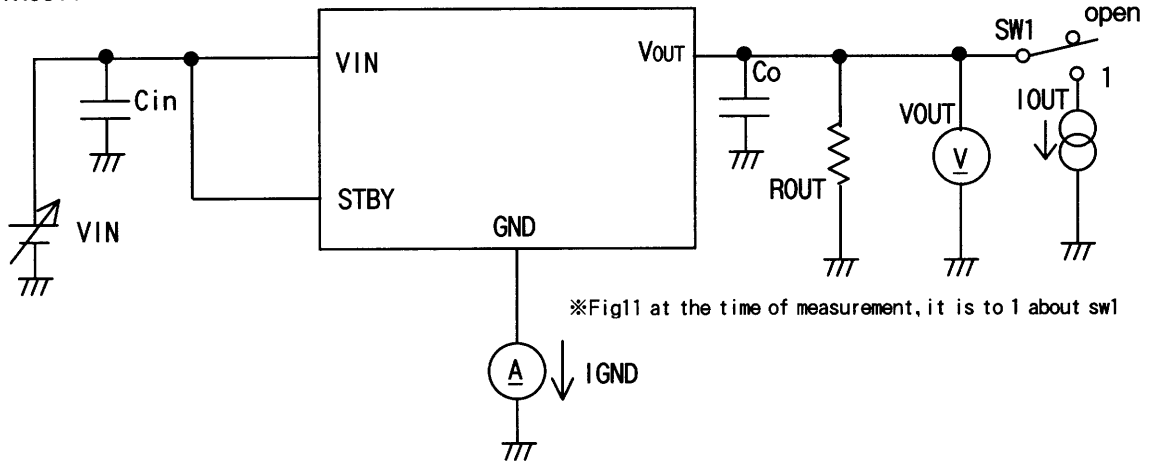 open
SW1
VIN
VOUT
Co
1
Cin
IOUT
VOUT
V
ROUT
STBY
VIN
GND
※Fig11 at the time of measurement, it is to 1 about sw1
A
IGND